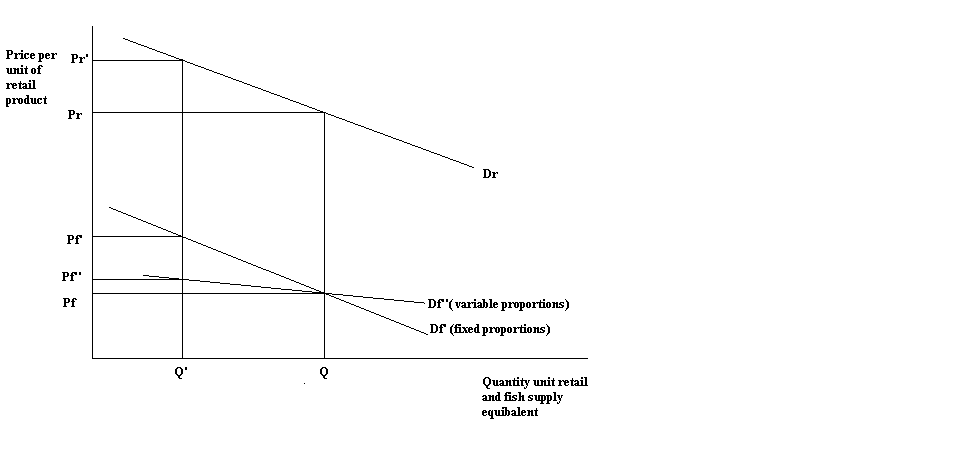 Price per
unit of
retail
product
Pr'
Pr
Dr
Pf'
Pf''
Pf
Df''( variable proportions)
Df' (fixed proportions)
Q'
Q
Quantity unit retail
and fish supply
equibalent